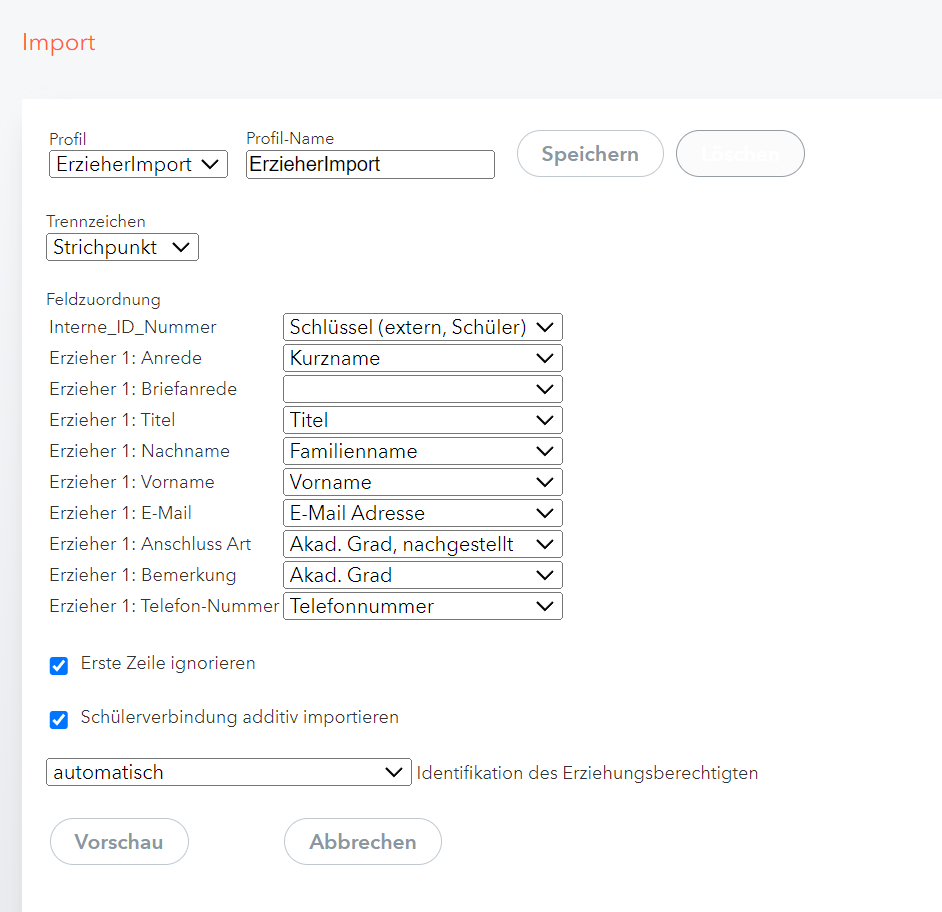 Import
Profil
Profil-Name
ErzieherImport
ErzieherImport
Speichern
Löschen
Trennzeichen
Strichpunkt
Feldzuordnung
Interne_ID_Nummer Schlüssel (extern, Schüler)
Erzieher 1: Anrede Kurzname
Erzieher 1: Briefanrede
Erzieher 1: Titel Titel
Erzieher 1: Nachname Familienname
Erzieher 1: Vorname Vorname
Erzieher 1: E-Mail E-Mail Adresse
Erzieher 1: Anschluss Art Akad. Grad, nachgestellt
Erzieher 1: Bemerkung Akad. Grad
Erzieher 1: Telefon-Nummer Telefonnummer
Erste Zeile ignorieren
Schülerverbindung additiv importieren
automatisch Identifikation des Erziehungsberechtigten
Vorschau Abbrechen